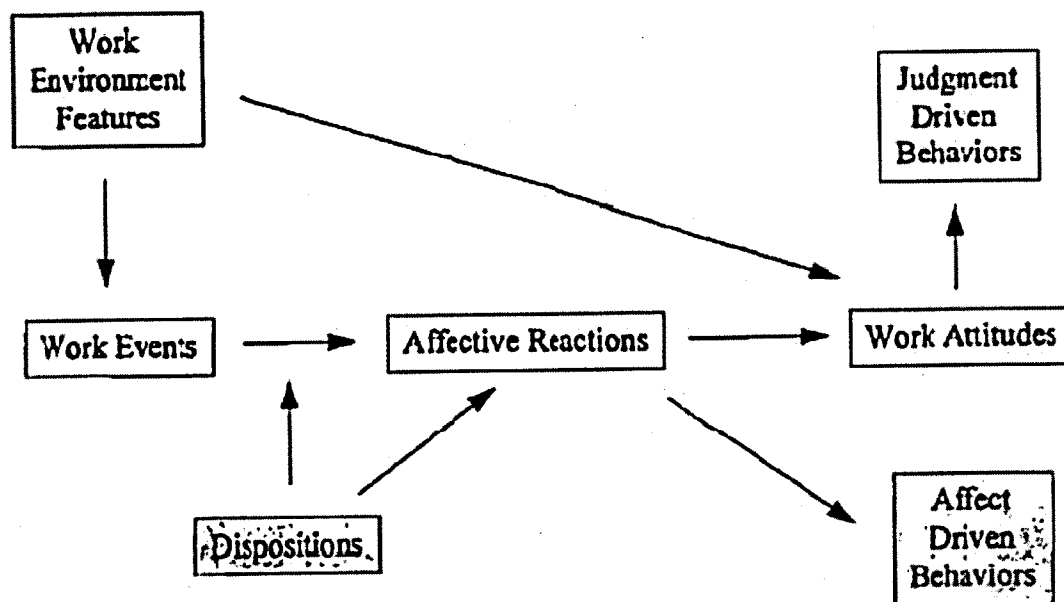 Work
Environment
Features
Judgment
Driven
Behaviors
Work Events
Affective Reactions
Work Attitudes
Dispositions
Affect
Driven
Behaviors